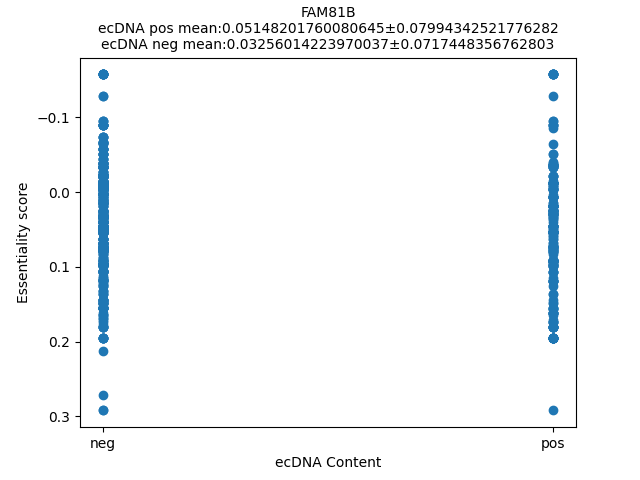 FAM81B
ecDNA pos mean:0.05148201760080645±0.07994342521776282
ecDNA neg mean:0.03256014223970037±0.0717448356762803
−0.1
0.0
0.1
0.2
0.3
Essentiality score
neg
pos
ecDNA Content